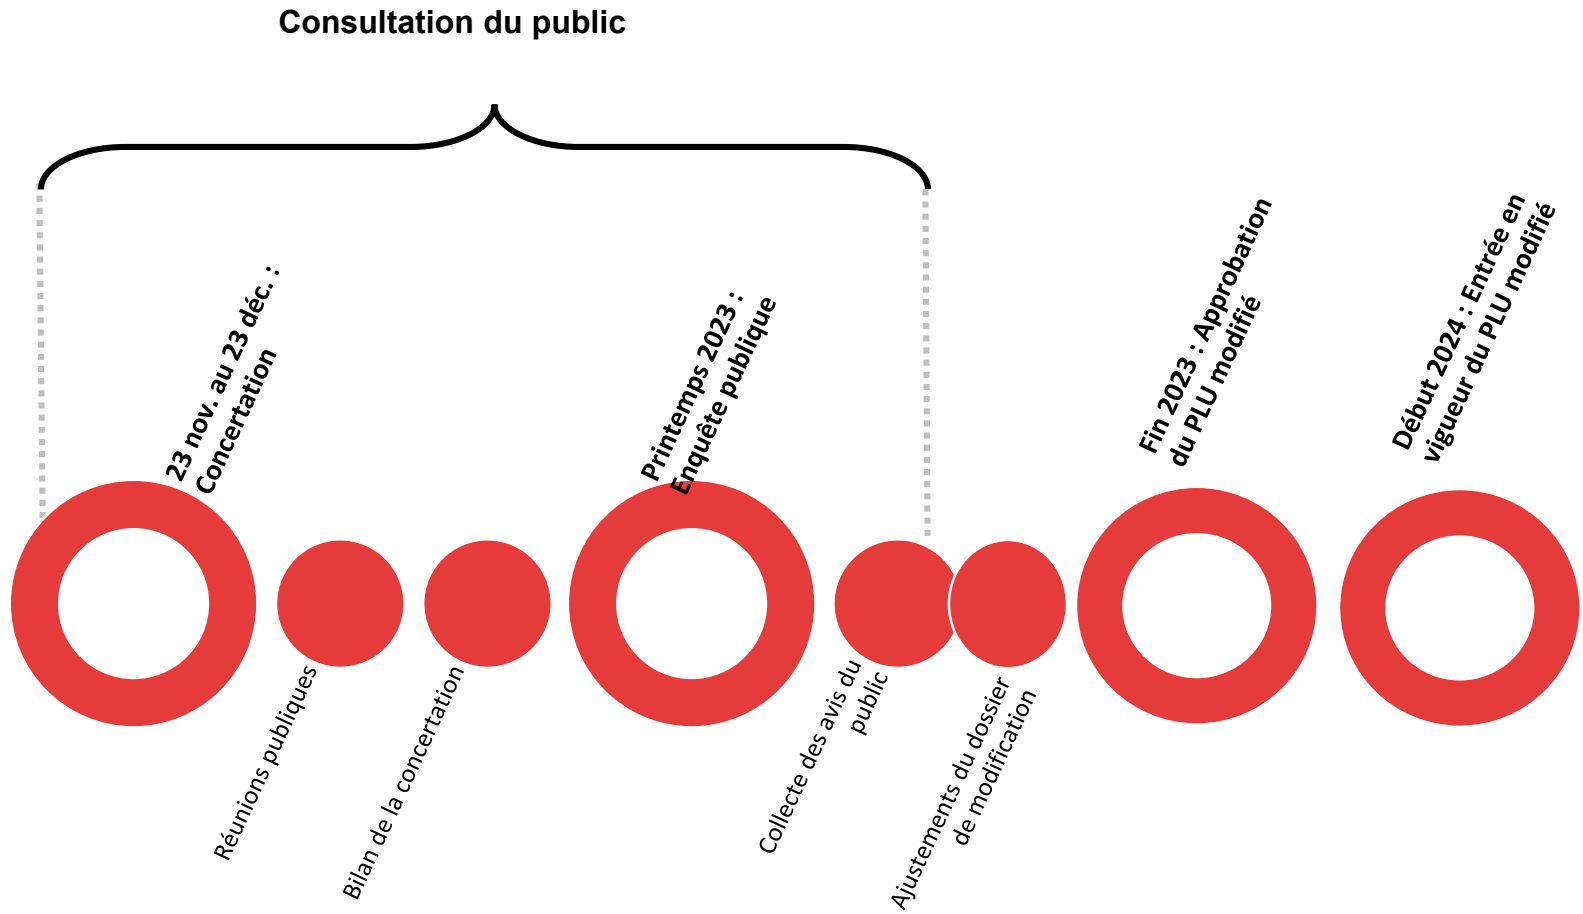 Consultation du public
23 nov. au 23 déc. :
Concertation
Réunions publiques
Bilan de la concertation
Printemps 2023 :
Enquête publique
Collecte des avis du
public
Ajustements du dossier
de modification
Fin 2023 : Approbation
du PLU modifié
Début 2024 : Entrée en
vigueur du PLU modifié